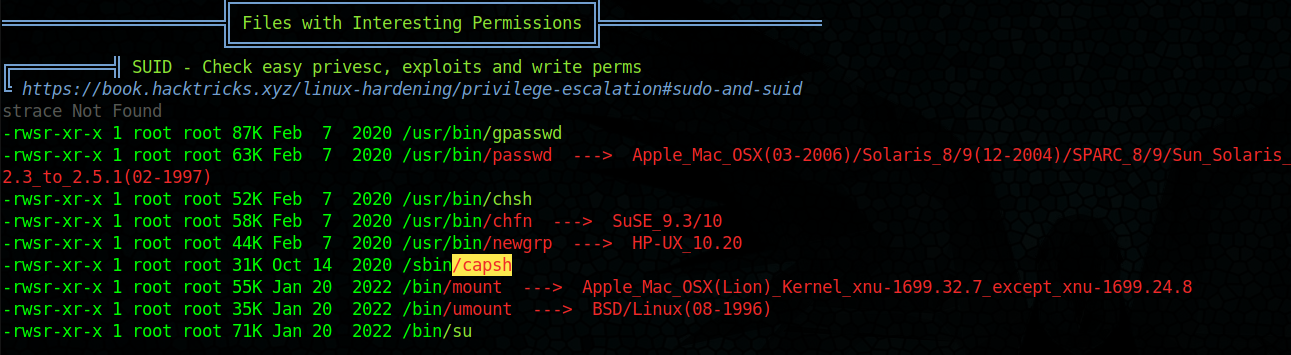 Files with Interesting Permissions
SUID - Check easy privesc, exploits and write perms
https://book.hacktricks.xyz/linux-hardening/privilege-escalation#sudo-and-suid
strace Not Found
-rwsr-xr-x 1 root root 87K Feb  7  2020 /usr/bin/gpasswd
-rwsr-xr-x 1 root root 63K Feb  7  2020 /usr/bin/passwd  --->  Apple_Mac_OSX(03-2006)/Solaris_8/9(12-2004)/SPARC_8/9/Sun_Solaris_
2.3_to_2.5.1(02-1997)
-rwsr-xr-x 1 root root 52K Feb  7  2020 /usr/bin/chsh
-rwsr-xr-x 1 root root 58K Feb  7  2020 /usr/bin/chfn  --->  SuSE_9.3/10
-rwsr-xr-x 1 root root 44K Feb  7  2020 /usr/bin/newgrp  --->  HP-UX_10.20
-rwsr-xr-x 1 root root 31K Oct 14  2020 /sbin/capsh
-rwsr-xr-x 1 root root 55K Jan 20  2022 /bin/mount  --->  Apple_Mac_OSX(Lion)_Kernel_xnu-1699.32.7_except_xnu-1699.24.8
-rwsr-xr-x 1 root root 35K Jan 20  2022 /bin/umount  --->  BSD/Linux(08-1996)
-rwsr-xr-x 1 root root 71K Jan 20  2022 /bin/su